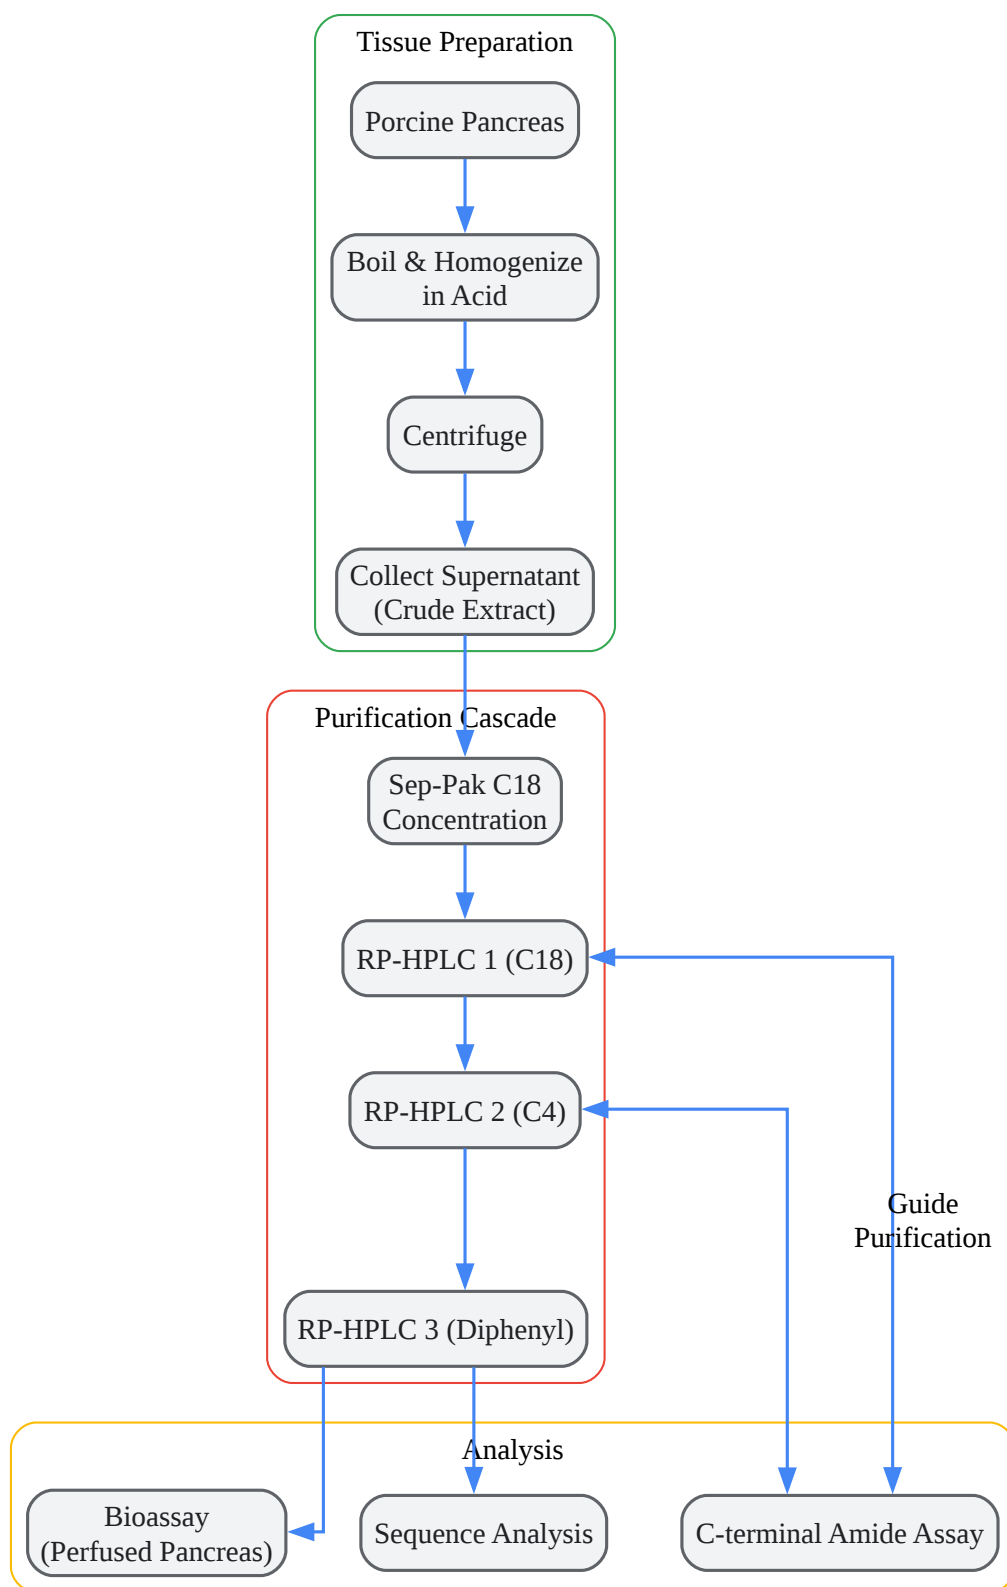 Tissue Preparation
Porcine Pancreas
Boil & Homogenize
in Acid
Centrifuge
Collect Supernatant
(Crude Extract)
Purification Cascade
Sep-Pak C18
Concentration
RP-HPLC 1 (C18)
RP-HPLC 2 (C4)
Guide
Purification
RP-HPLC 3 (Diphenyl)
Analysis
Bioassay
(Perfused Pancreas)
Sequence Analysis
C-terminal Amide Assay